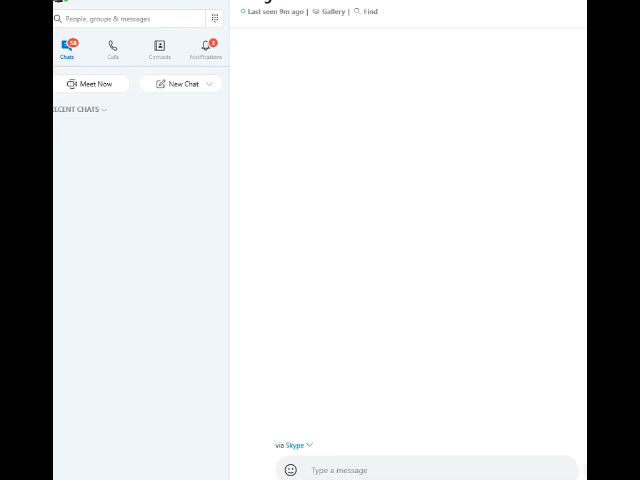 People, groups & messages
Last seen 9m ago | Gallery | Find
58
2
Chats
Calls
Contacts
Notifications
Meet Now
New Chat
ECENT CHATS
via Skype
Type a message